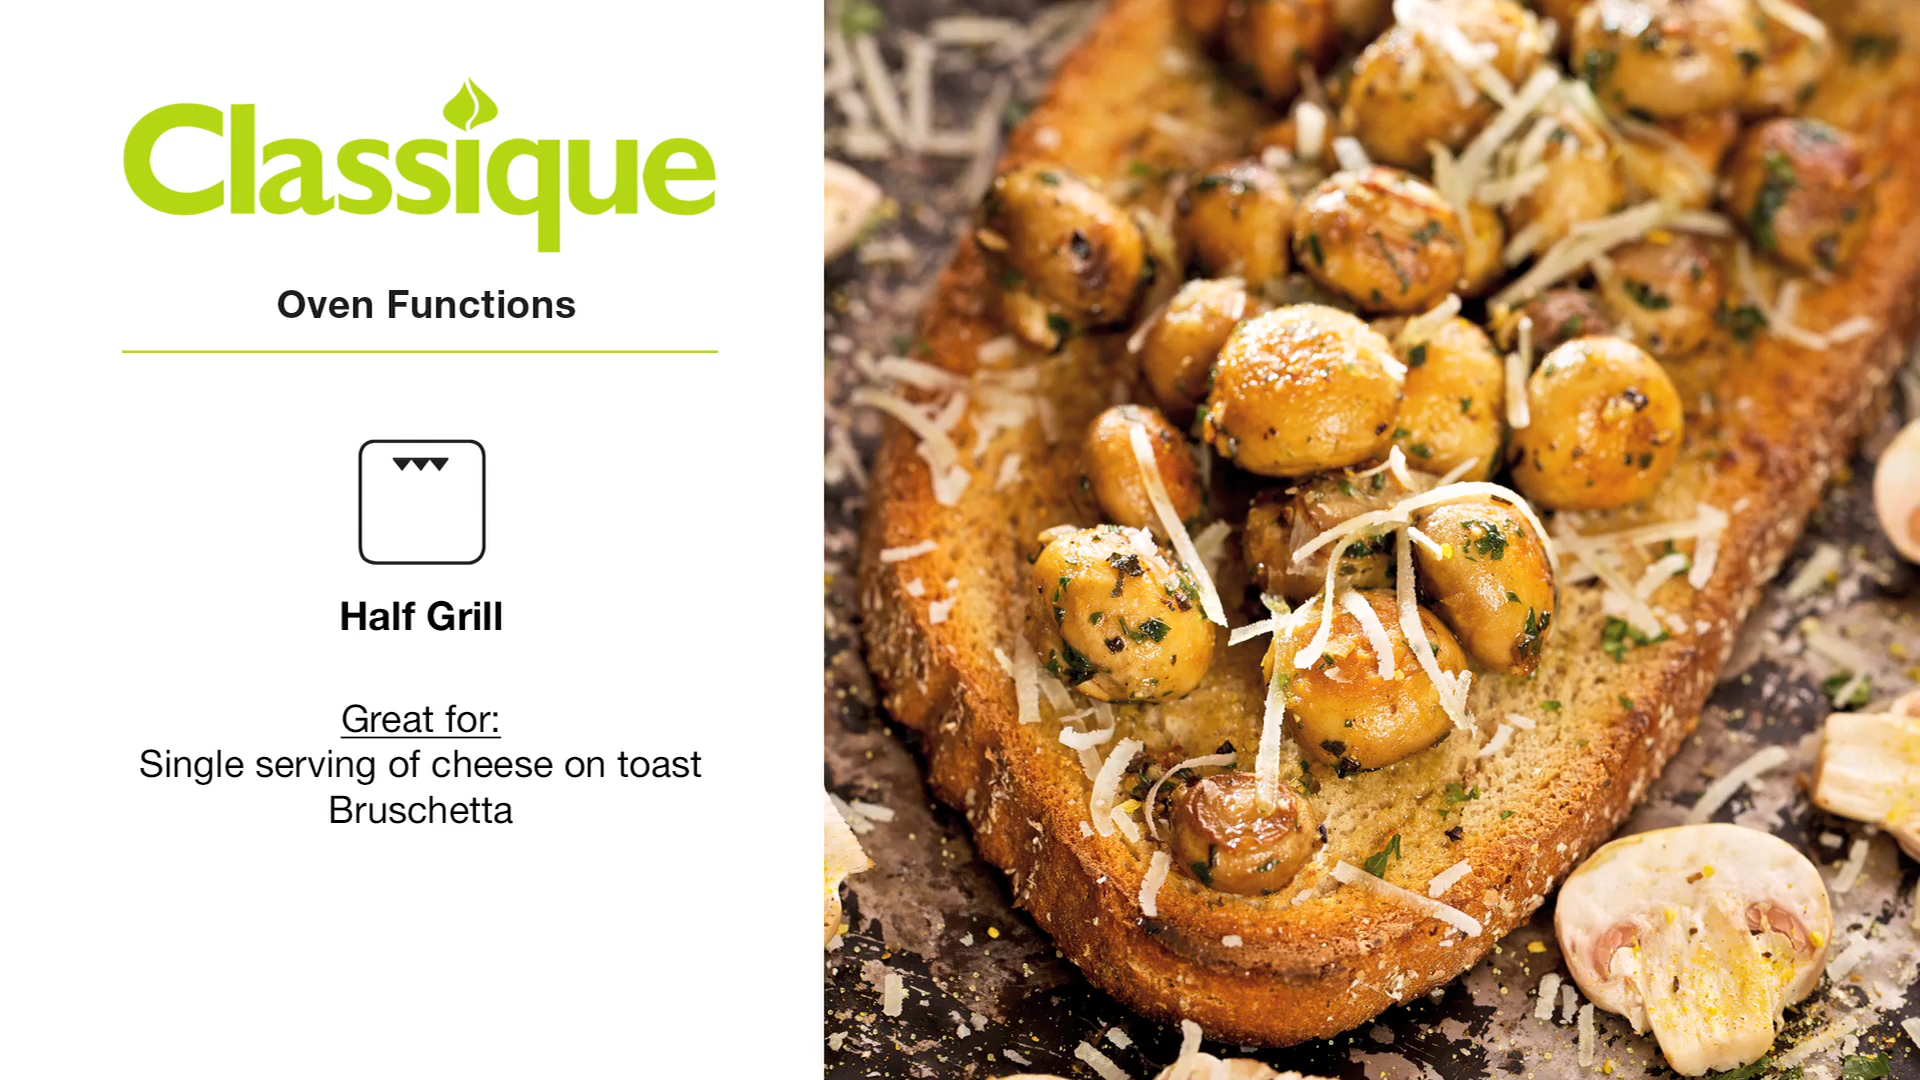 Classique
Oven Functions
Half Grill
Great for:
Single serving of cheese on toast
Bruschetta